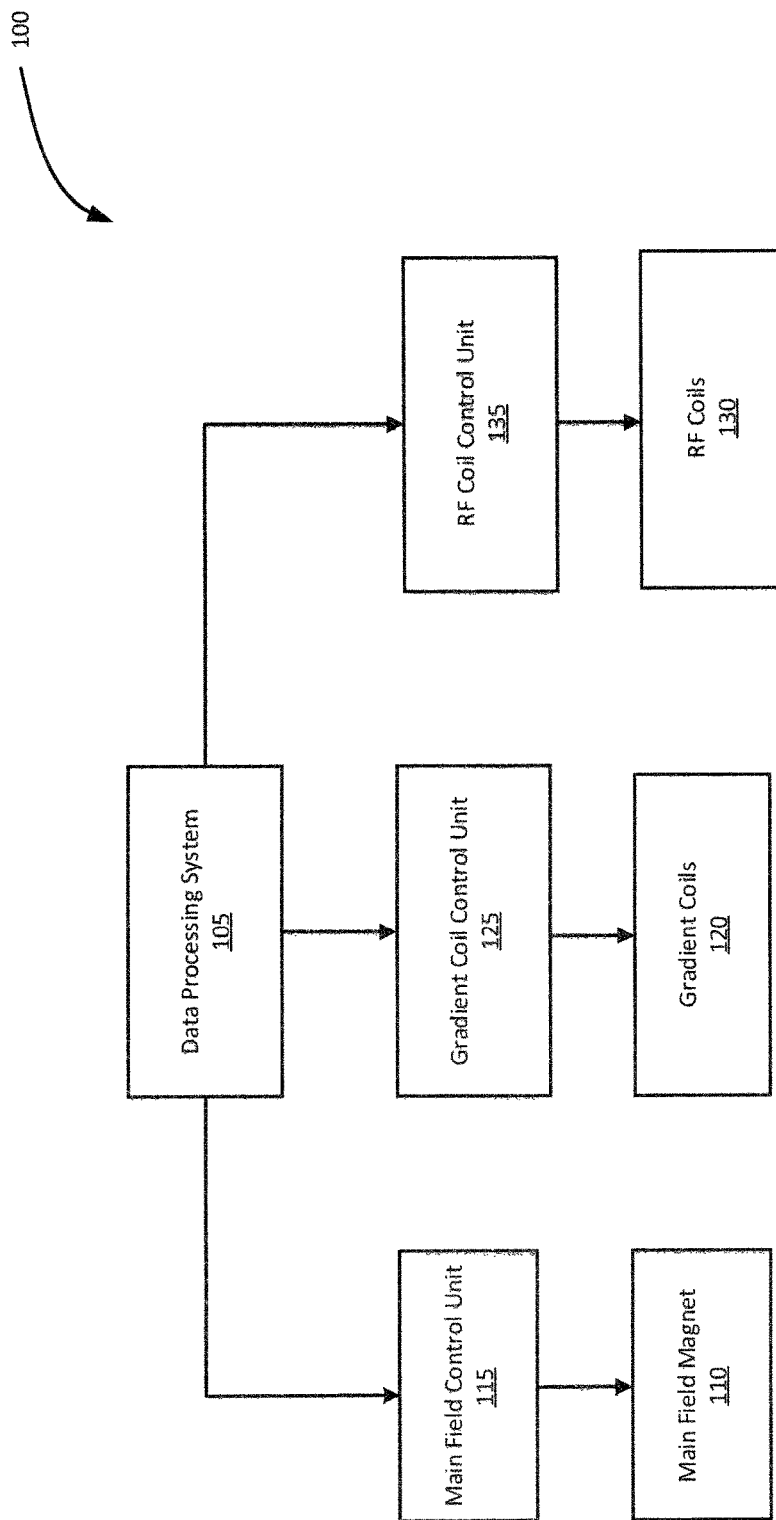 100
Data Processing System
105
Main Field Control Unit
115
Gradient Coil Control Unit
125
RF Coil Control Unit
135
Main Field Magnet
110
Gradient Coils
120
RF Coils
130